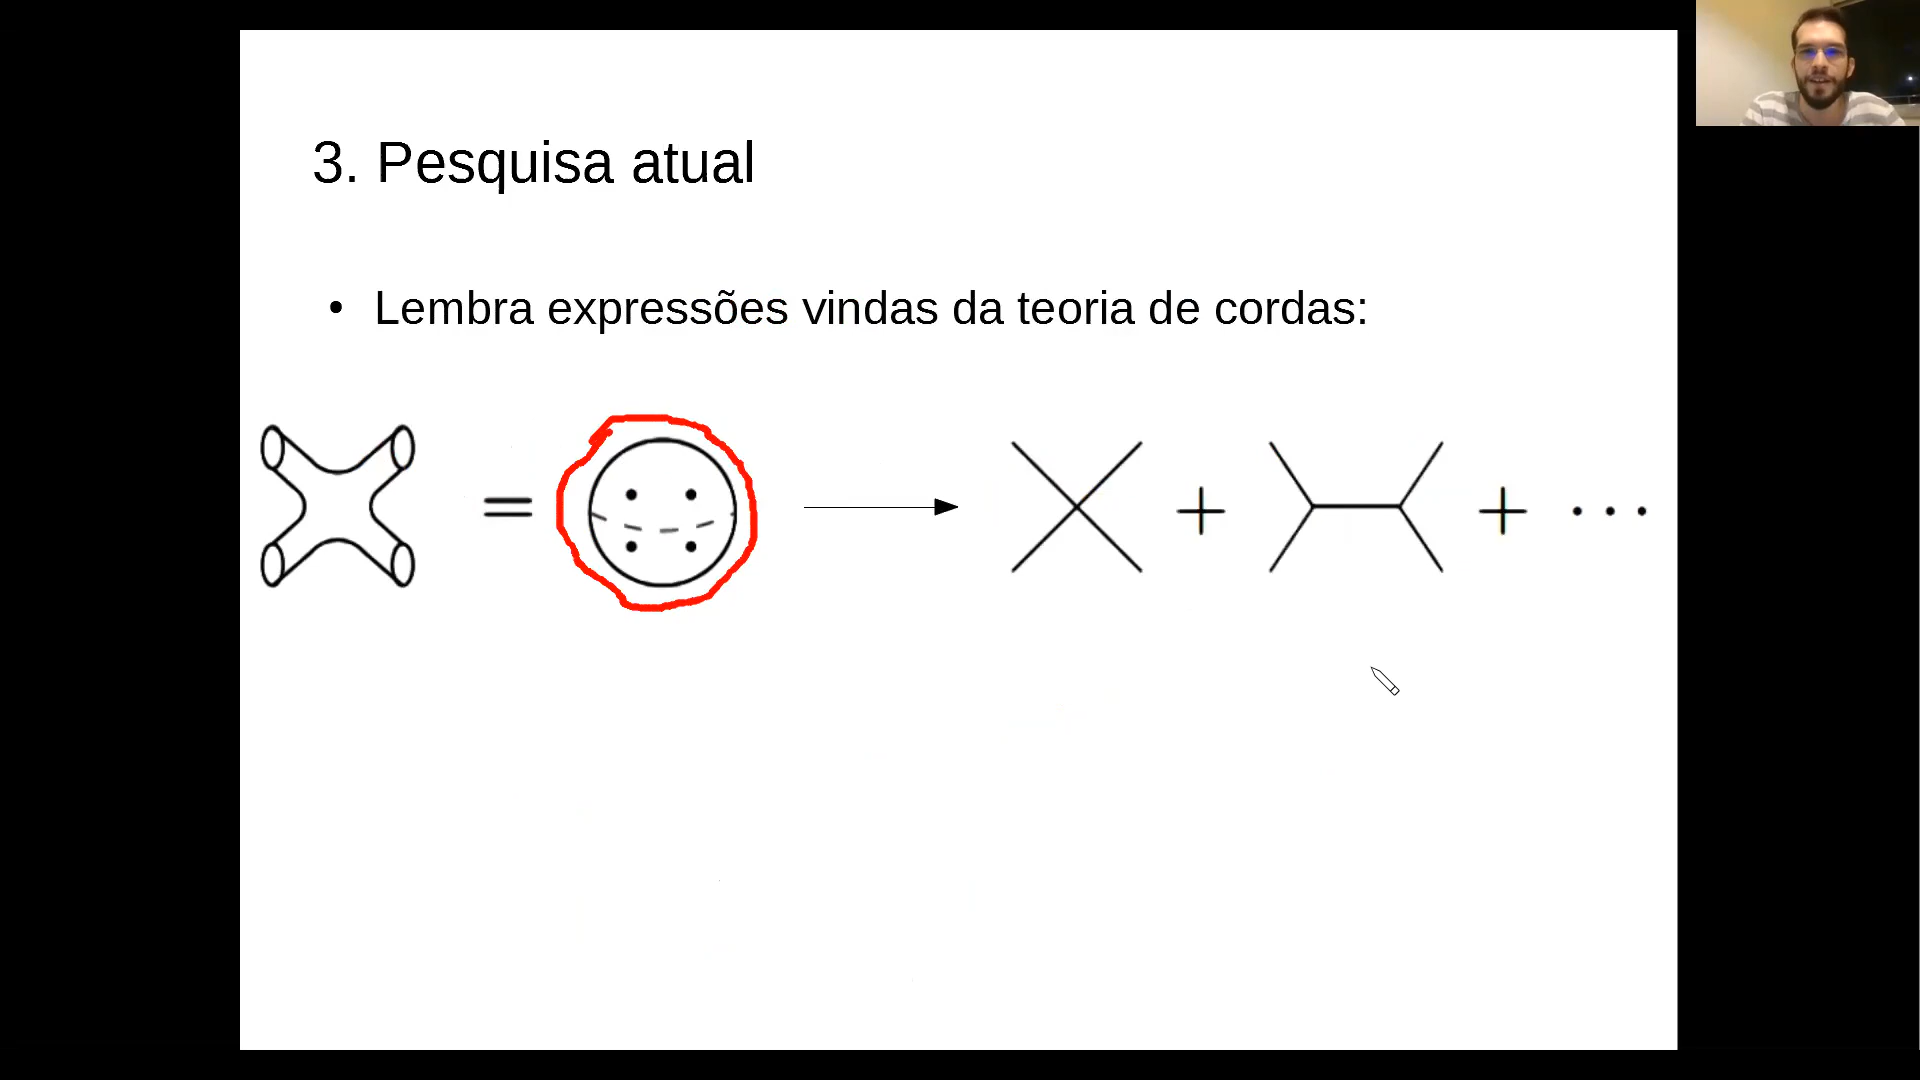 3. Pesquisa atual
• Lembra expressões vindas da teoria de cordas:
= + + ...